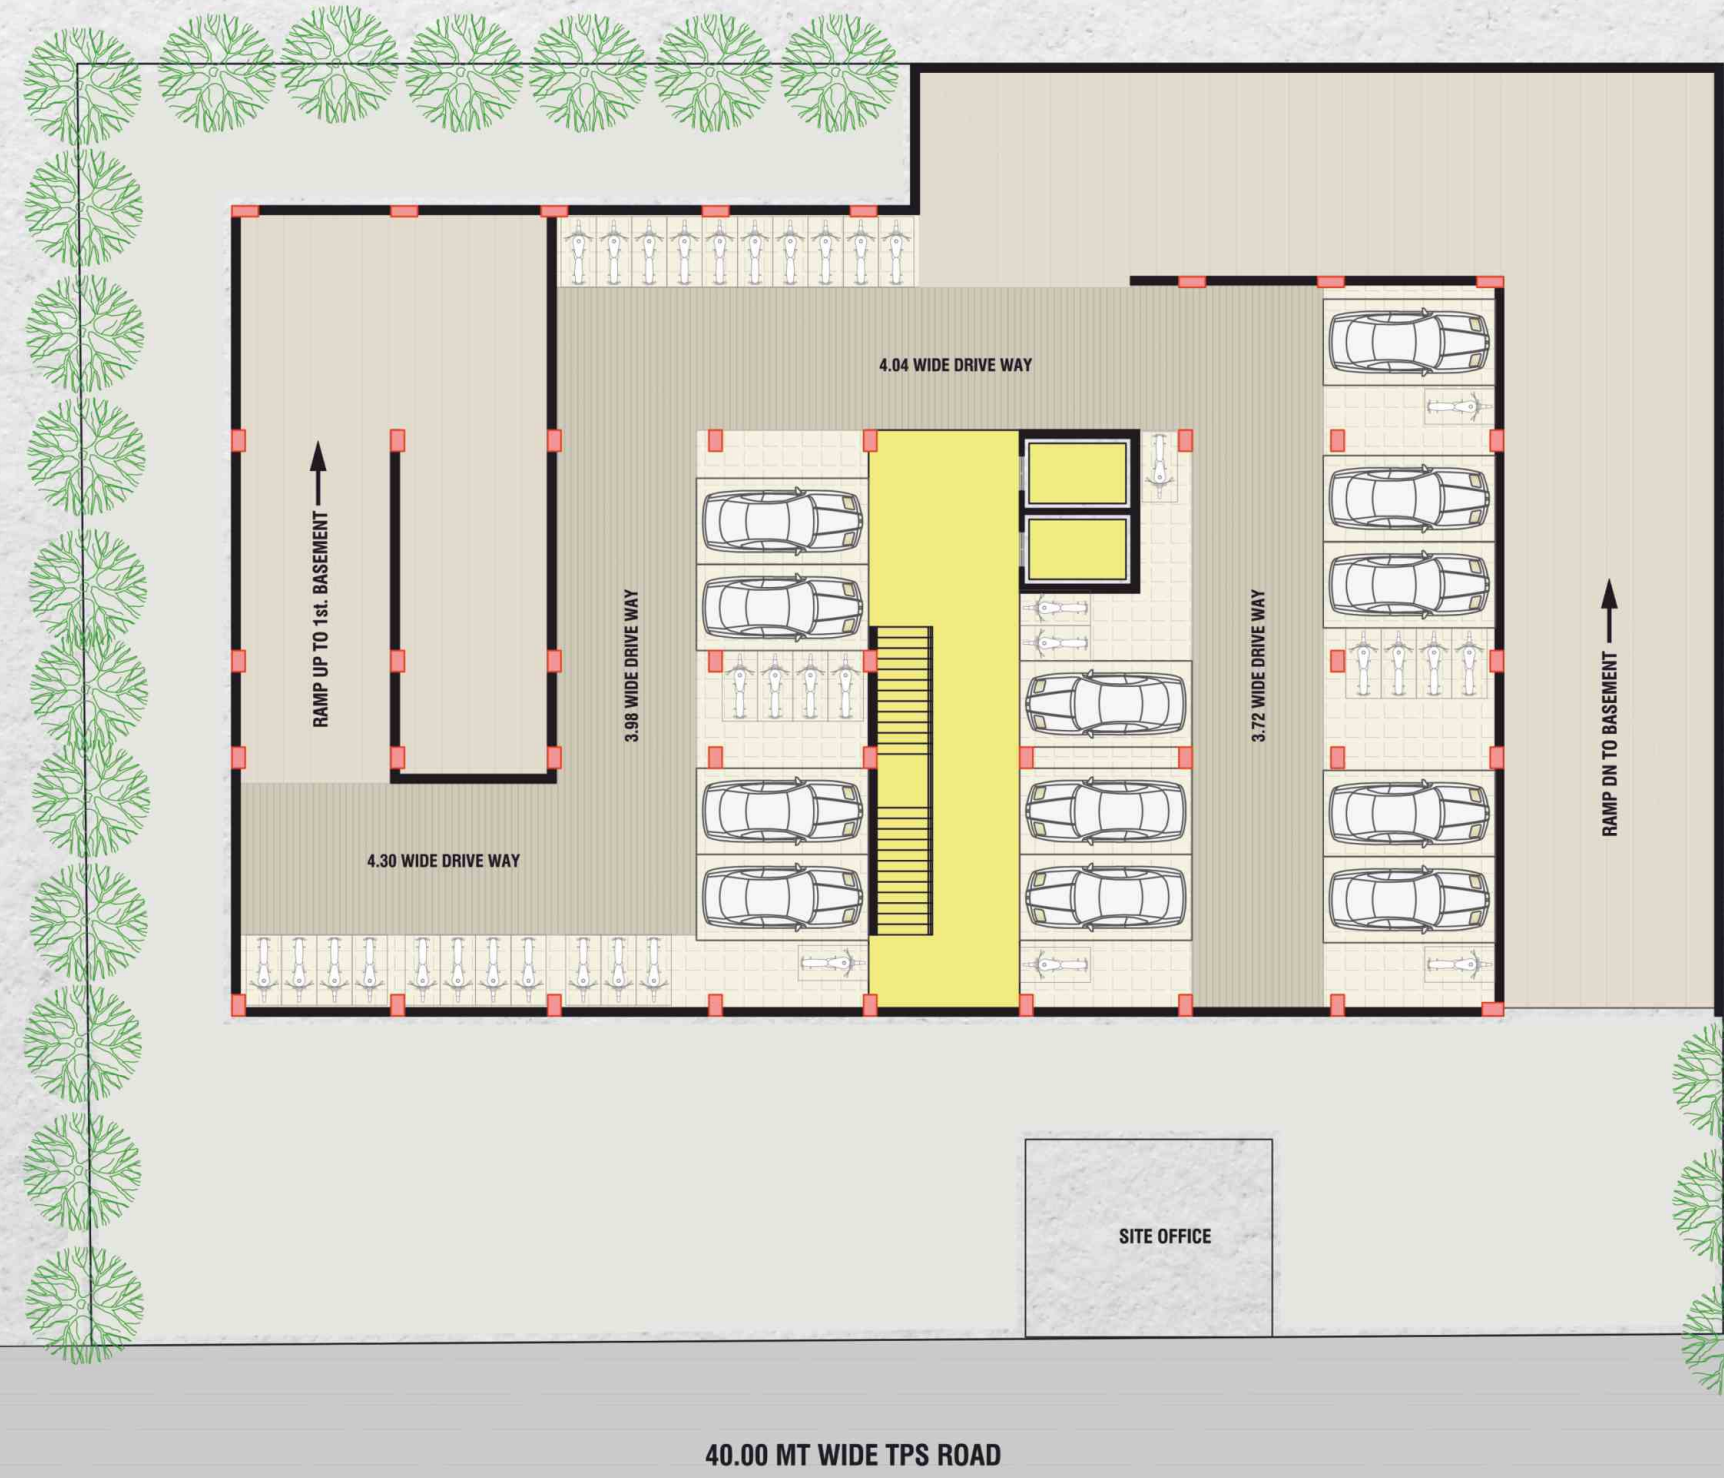 4.04 WIDE DRIVE WAY
RAMP UP TO 1st. BASEMENT
3.98 WIDE DRIVE WAY
3.72 WIDE DRIVE WAY
RAMP DN TO BASEMENT
4.30 WIDE DRIVE WAY
SITE OFFICE
40.00 MT WIDE TPS ROAD